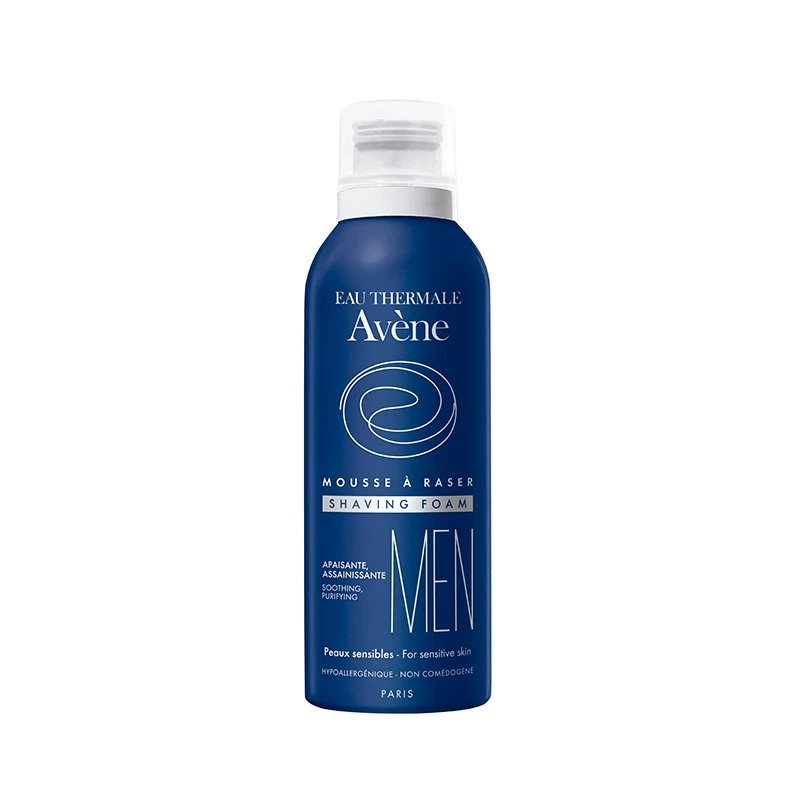 EAU THERMALE
Avène
MOUSSE À RASER
SHAVING FOAM
APAISANTE,
ASSAINISSANTE
SOOTHING,
PURIFYING
MEN
Peaux sensibles - For sensitive skin
HYPOALLERGÉNIQUE - NON COMÉDOGÈNE
PARIS